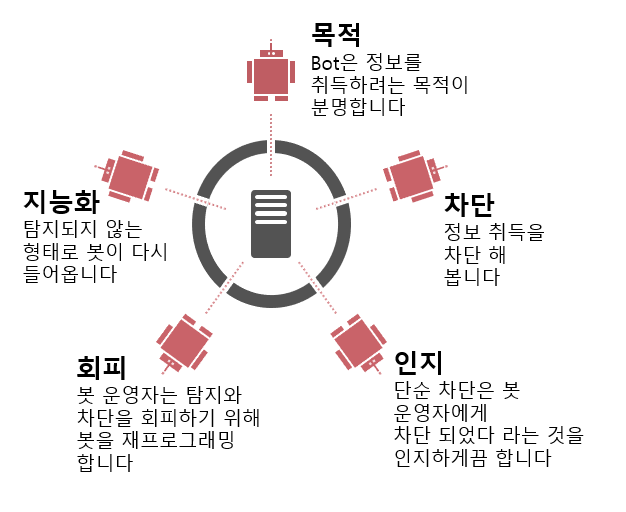 목적
Bot은 정보를
취득하려는 목적이
분명합니다
차단
정보 취득을
차단 해
봅니다
인지
단순 차단은 봇
운영자에게
차단 되었다 라는 것을
인지하게끔 합니다
회피
봇 운영자는 탐지와
차단을 회피하기 위해
봇을 재프로그래밍
합니다
지능화
탐지되지 않는
형태로 봇이 다시
들어옵니다